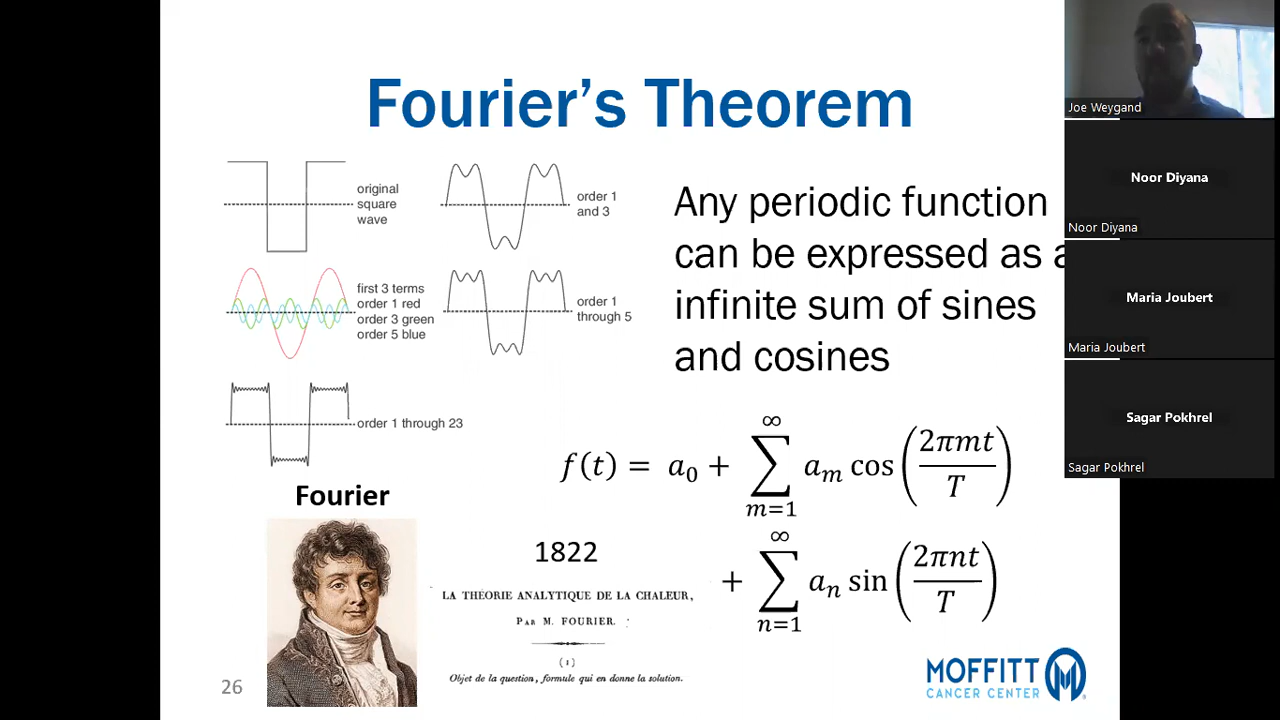 Fourier's Theorem
original
square
wave
order 1
and 3
first 3 terms
order 1 red
order 3 green
order 5 blue
order 1
through 5
order 1 through 23
Any periodic function
can be expressed as a
infinite sum of sines
and cosines
f(t) = a₀ + ∑_{m=1}^{∞} aₘ cos(2πmt/T)
+ ∑_{n=1}^{∞} aₙ sin(2πnt/T)
Fourier
1822
LA THÉORIE ANALYTIQUE DE LA CHALEUR,
PAR M. FOURIER.
(1)
Objet de la question, formule qui en donne la solution.
26
MOFFITT
CANCER CENTER
Joe Weygand
Noor Diyana
Noor Diyana
Maria Joubert
Maria Joubert
Sagar Pokhrel
Sagar Pokhrel